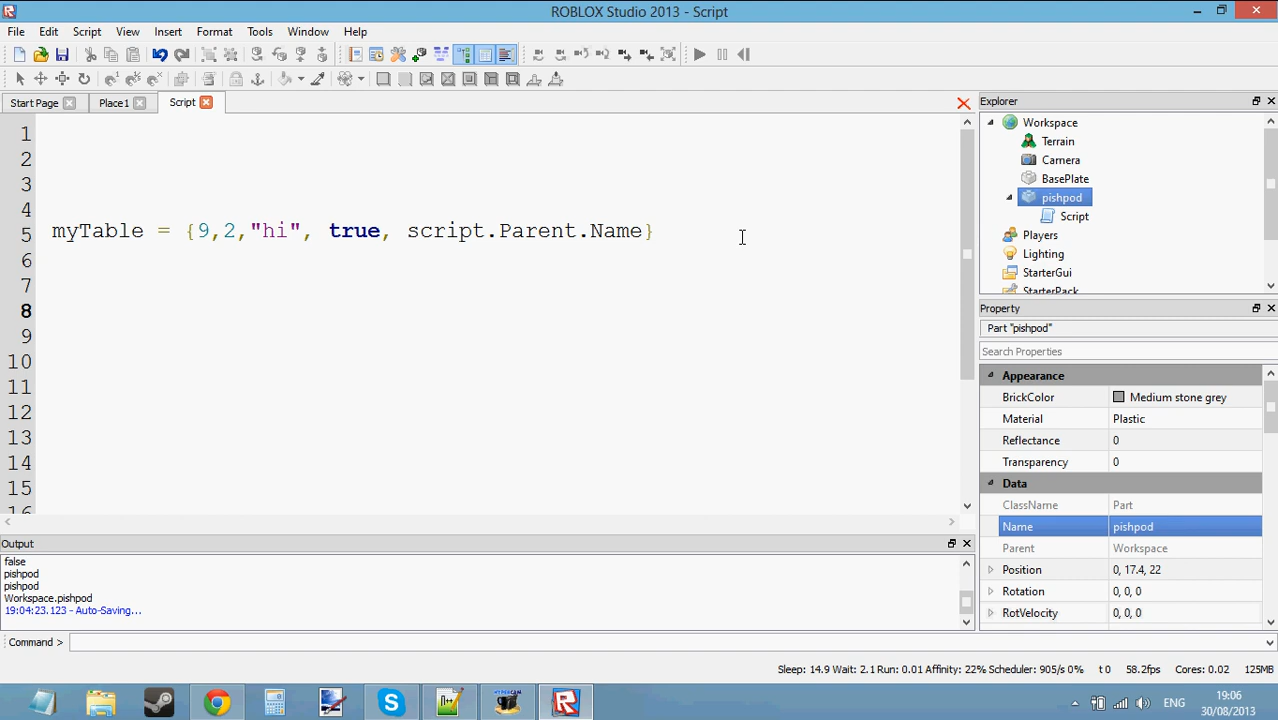 ROBLOX Studio 2013 - Script
File Edit Script View Insert Format Tools Window Help
Start Page Place1 Script
1
2
3
4
5 myTable = {9,2,"hi", true, script.Parent.Name}
6
7
8
9
10
11
12
13
14
15
16
Explorer
Workspace
Terrain
Camera
BasePlate
pishpod
Script
Players
Lighting
StarterGui
StarterPack
Property
Part "pishpod"
Search Properties
Appearance
BrickColor Medium stone grey
Material Plastic
Reflectance 0
Transparency 0
Data
ClassName Part
Name pishpod
Parent Workspace
Position 0, 17.4, 22
Rotation 0, 0, 0
RotVelocity 0, 0, 0
Output
false
pishpod
pishpod
Workspace.pishpod
19:04:23.123 - Auto-Saving...
Command >
Sleep: 14.9 Wait: 2.1 Run: 0.01 Affinity: 22% Scheduler: 905/s 0% t 0 58.2fps Cores: 0.02 125MB
ENG
19:06
30/08/2013